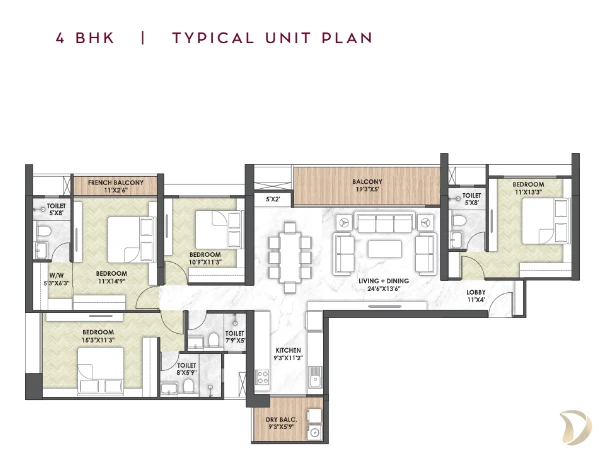 4 BHK | TYPICAL UNIT PLAN
FRENCH BALCONY
11'X2'6"
TOILET
5'X8'
BEDROOM
11'X14'9"
W/W
5'3"X6'3"
BEDROOM
10'9"X11'3"
5'X2'
BALCONY
19'3"X5'
TOILET
5'X8'
BEDROOM
11'X13'3"
LIVING + DINING
24'6"X13'6"
LOBBY
11'X4'
BEDROOM
15'3"X11'3"
TOILET
7'9"X5'
TOILET
8'X5'9"
KITCHEN
9'3"X11'3"
DRY BALC.
9'3"X5'9"